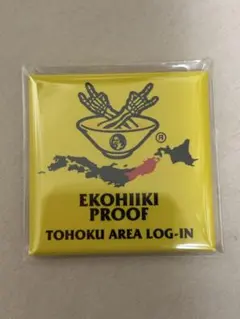 ®
EKOHIIKI
PROOF
TOHOKU AREA LOG-IN